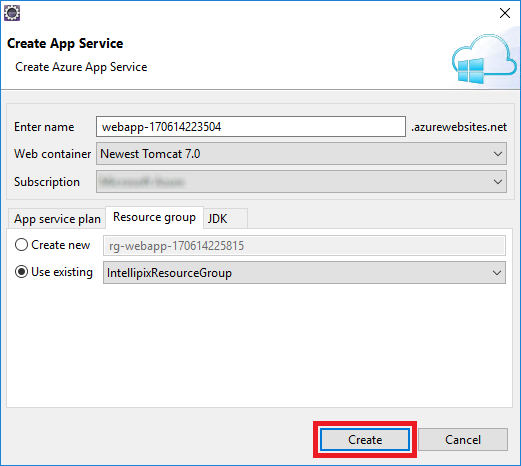 Create App Service
Create Azure App Service
Enter name webapp-170614223504 .azurewebsites.net
Web container Newest Tomcat 7.0
Subscription
App service plan Resource group JDK
Create new rg-webapp-170614225815
Use existing IntellipixResourceGroup
Create Cancel